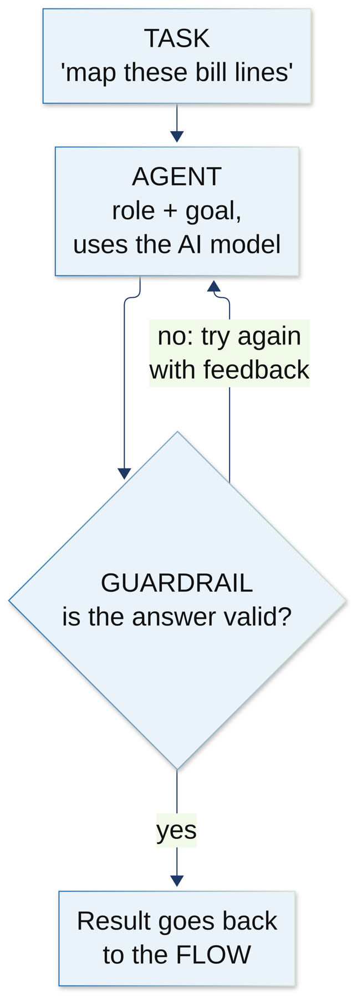 TASK
'map these bill lines'
AGENT
role + goal,
uses the AI model
no: try again
with feedback
GUARDRAIL
is the answer valid?
yes
Result goes back
to the FLOW